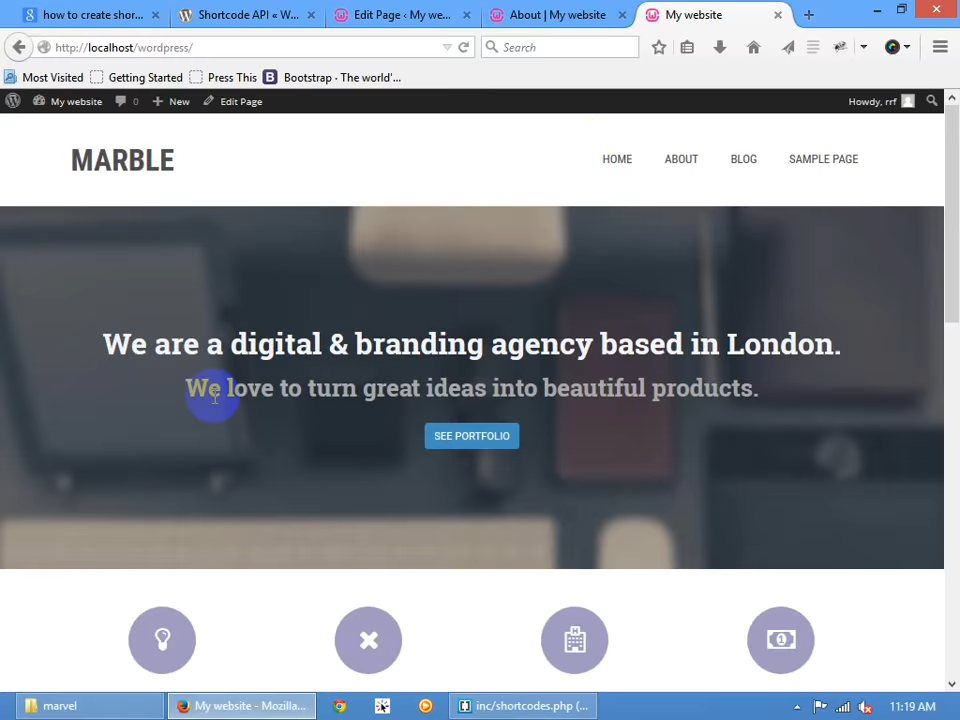 how to create shor...
Shortcode API « W...
Edit Page ‹ My we...
About | My website
My website
http://localhost/wordpress/
Search
Most Visited
Getting Started
Press This
Bootstrap · The world'...
My website
0
New
Edit Page
Howdy, rrf
MARBLE
HOME
ABOUT
BLOG
SAMPLE PAGE
We are a digital & branding agency based in London.
We love to turn great ideas into beautiful products.
SEE PORTFOLIO
marvel
My website - Mozilla...
inc/shortcodes.php (...
11:19 AM